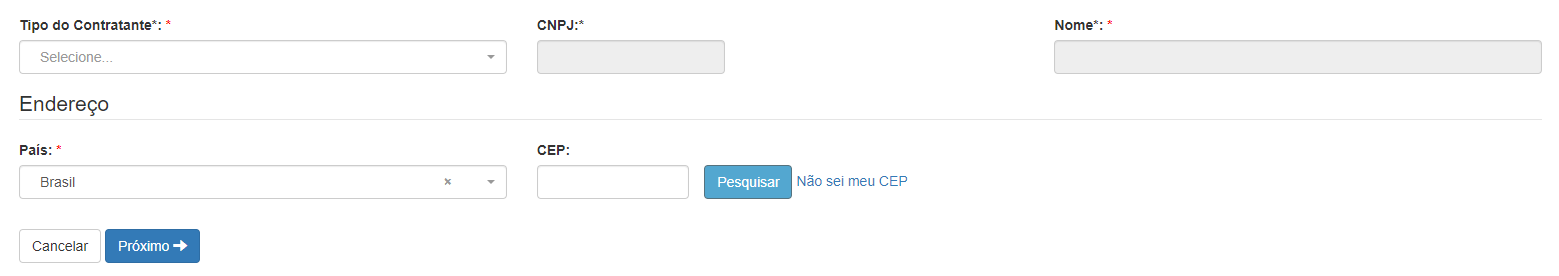 Tipo do Contratante*: * CNPJ:* Nome*: *
Selecione...
Endereço
País: * CEP:
Brasil × Pesquisar Não sei meu CEP
Cancelar Próximo →